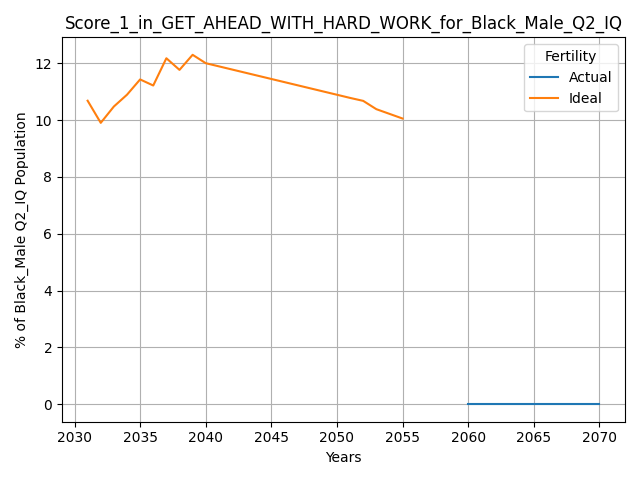 Score_1_in_GET_AHEAD_WITH_HARD_WORK_for_Black_Male_Q2_IQ
Fertility
Actual
Ideal
12
10
8
6
4
2
0
% of Black_Male Q2_IQ Population
2030 2035 2040 2045 2050 2055 2060 2065 2070
Years